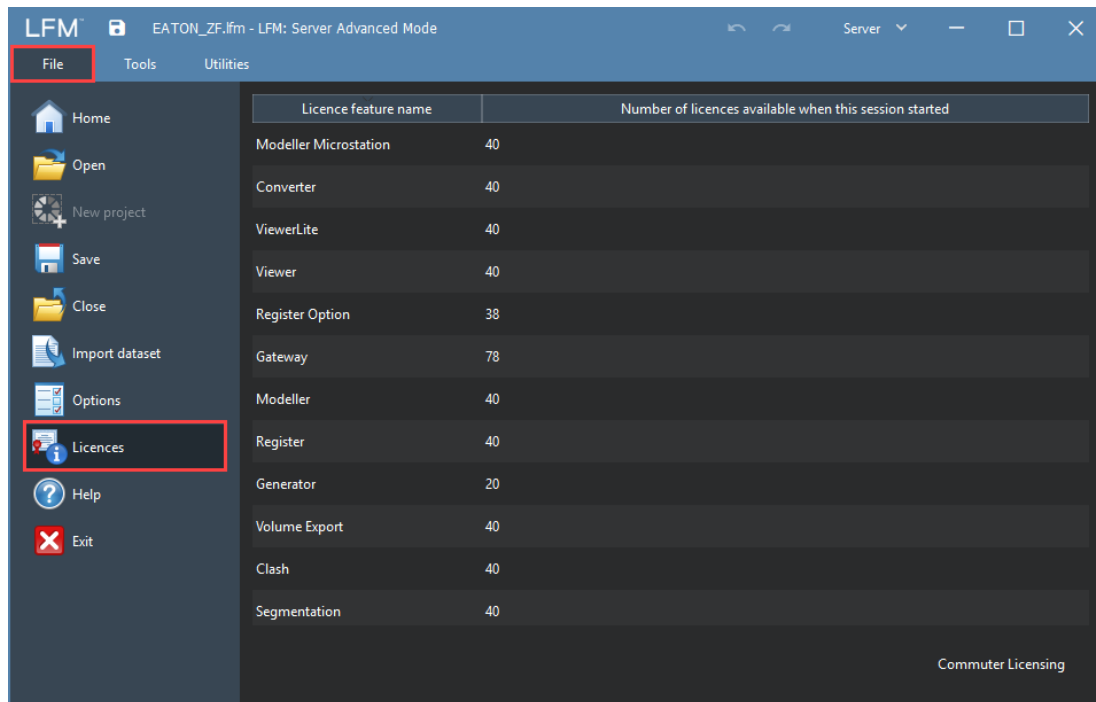 LFM™ EATON_ZF.lfm - LFM: Server Advanced Mode Server
File Tools Utilities
Home
Open
New project
Save
Close
Import dataset
Options
Licences
Help
Exit
Licence feature name Number of licences available when this session started
Modeller Microstation 40
Converter 40
ViewerLite 40
Viewer 40
Register Option 38
Gateway 78
Modeller 40
Register 40
Generator 20
Volume Export 40
Clash 40
Segmentation 40
Commuter Licensing